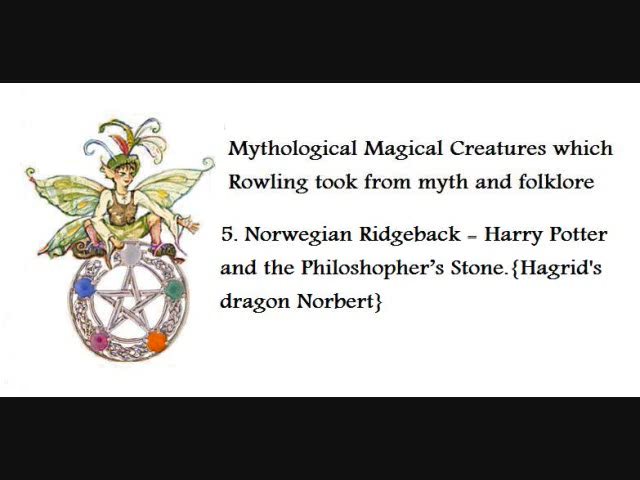 Mythological Magical Creatures which
Rowling took from myth and folklore
5. Norwegian Ridgeback - Harry Potter
and the Philoshopher’s Stone.{Hagrid's
dragon Norbert}